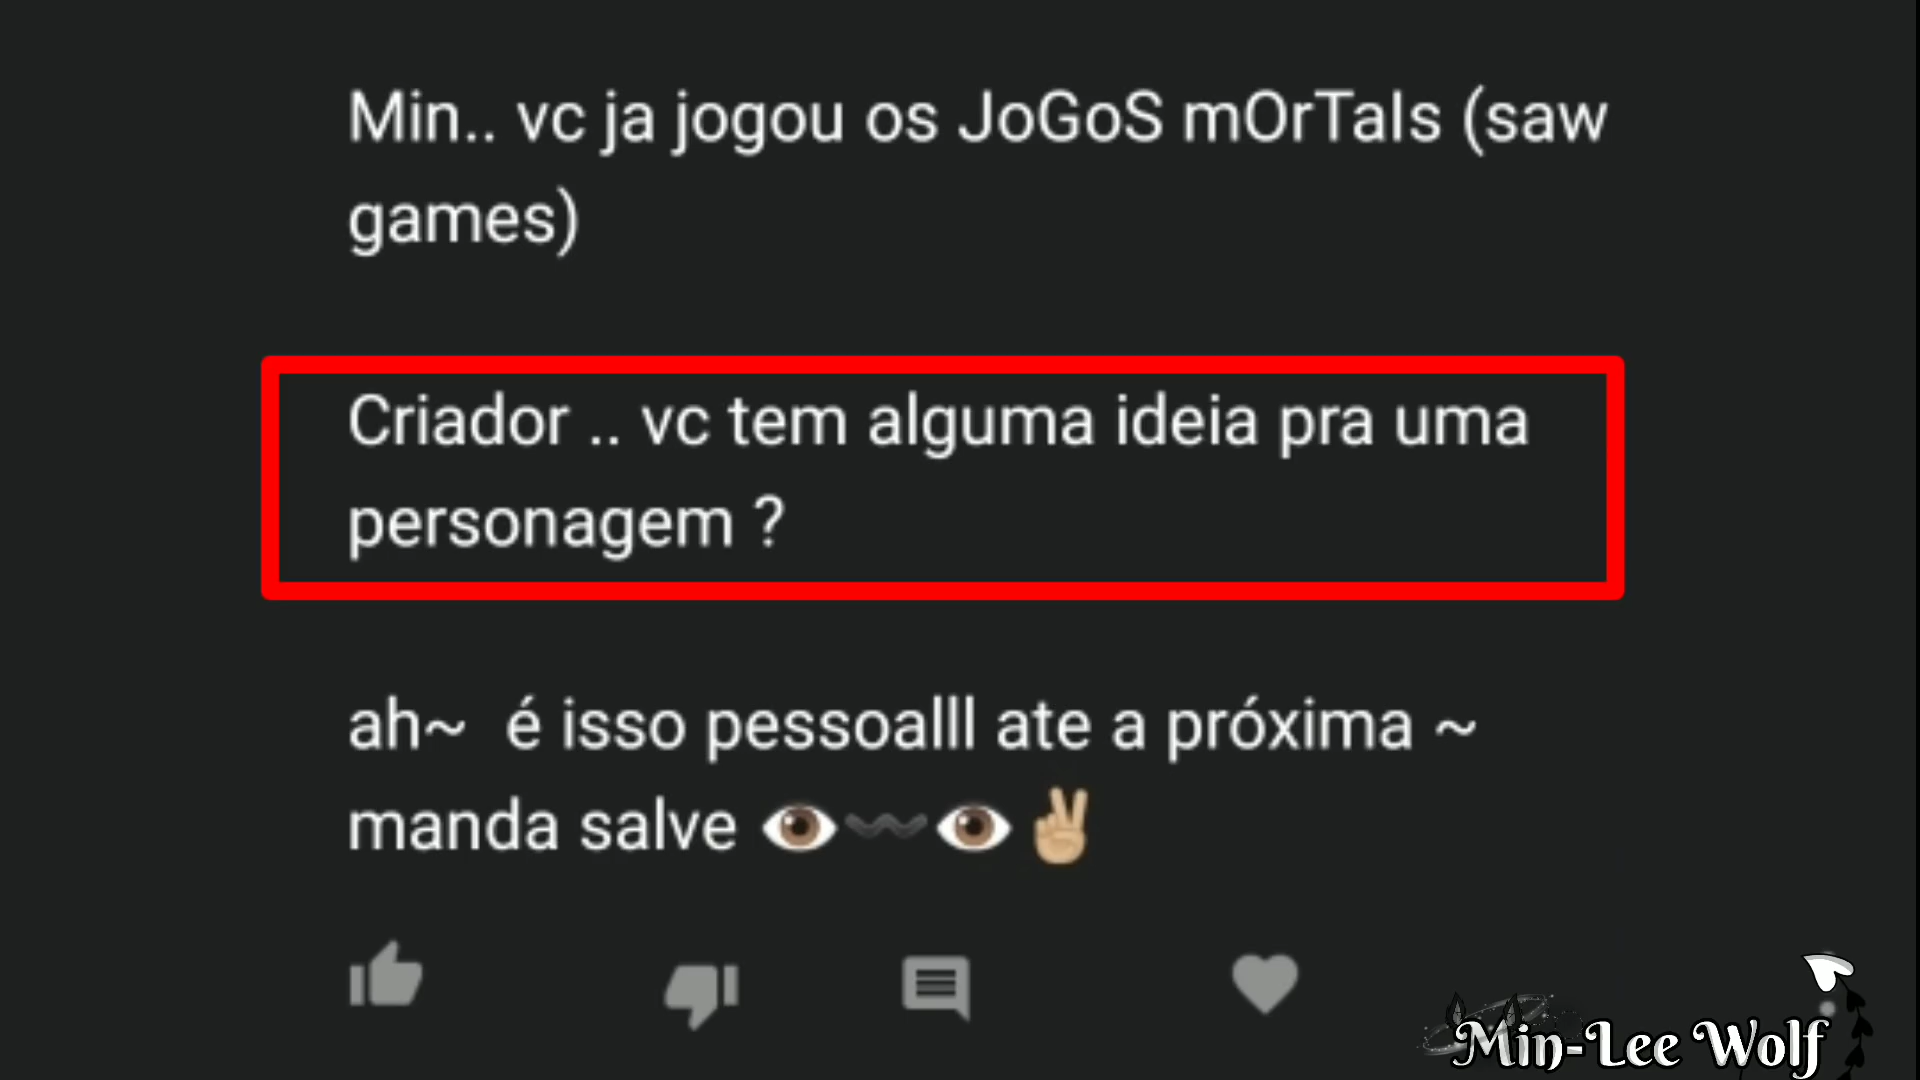 Min.. vc ja jogou os JoGoS mOrTaIs (saw
games)
Criador .. vc tem alguma ideia pra uma
personagem ?
ah~ é isso pessoalll ate a próxima ~
manda salve 👁️〰️👁️✌🏼
Min-Lee Wolf